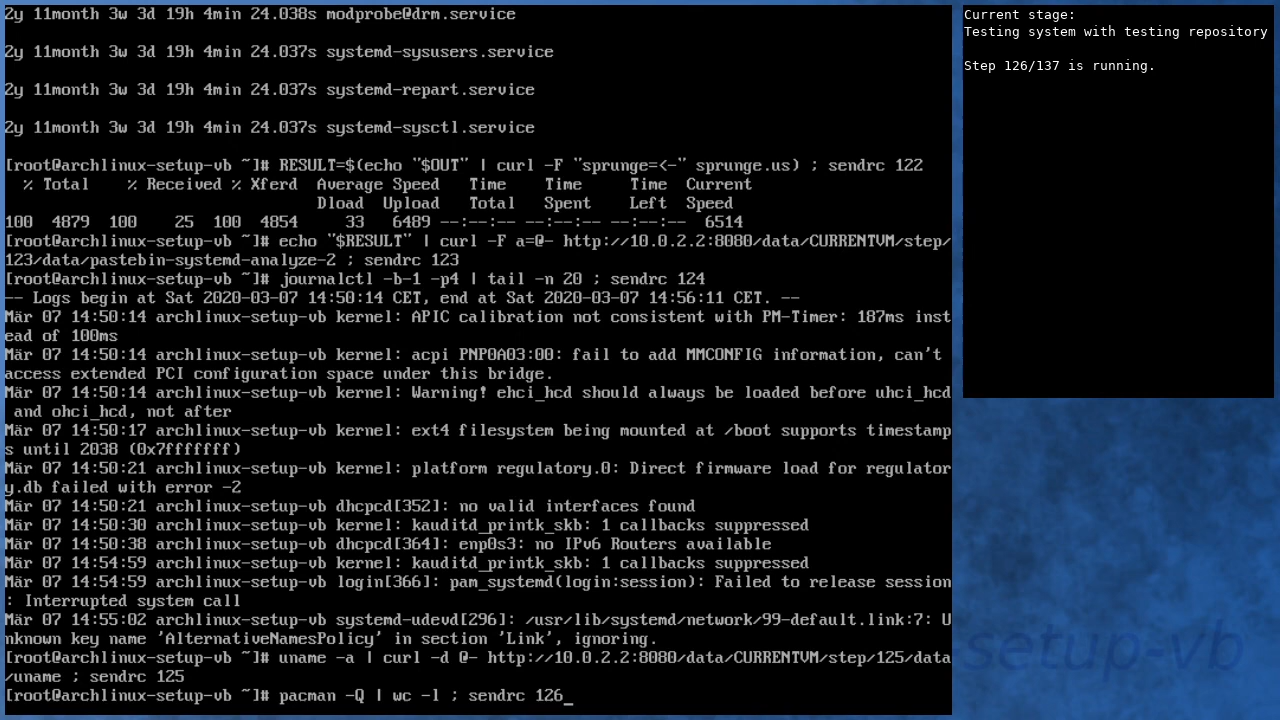 2y 11month 3w 3d 19h 4min 24.038s modprobe@drm.service
2y 11month 3w 3d 19h 4min 24.037s systemd-sysusers.service
2y 11month 3w 3d 19h 4min 24.037s systemd-repart.service
2y 11month 3w 3d 19h 4min 24.037s systemd-sysctl.service
[root@archlinux-setup-vb ~]# RESULT=$(echo "$OUT" | curl -F "sprunge=<-" sprunge.us) ; sendrc 122
  % Total    % Received % Xferd  Average Speed   Time    Time     Time  Current
                                 Dload  Upload   Total   Spent    Left  Speed
100  4879  100    25  100  4854     33   6489 --:--:-- --:--:-- --:--:--  6514
[root@archlinux-setup-vb ~]# echo "$RESULT" | curl -F a=@- http://10.0.2.2:8080/data/CURRENTVM/step/
123/data/pastebin-systemd-analyze-2 ; sendrc 123
[root@archlinux-setup-vb ~]# journalctl -b-1 -p4 | tail -n 20 ; sendrc 124
-- Logs begin at Sat 2020-03-07 14:50:14 CET, end at Sat 2020-03-07 14:56:11 CET. --
Mär 07 14:50:14 archlinux-setup-vb kernel: APIC calibration not consistent with PM-Timer: 187ms inst
ead of 100ms
Mär 07 14:50:14 archlinux-setup-vb kernel: acpi PNP0A03:00: fail to add MMCONFIG information, can't
access extended PCI configuration space under this bridge.
Mär 07 14:50:14 archlinux-setup-vb kernel: Warning! ehci_hcd should always be loaded before uhci_hcd
 and ohci_hcd, not after
Mär 07 14:50:17 archlinux-setup-vb kernel: ext4 filesystem being mounted at /boot supports timestamp
s until 2038 (0x7fffffff)
Mär 07 14:50:21 archlinux-setup-vb kernel: platform regulatory.0: Direct firmware load for regulator
y.db failed with error -2
Mär 07 14:50:21 archlinux-setup-vb dhcpcd[352]: no valid interfaces found
Mär 07 14:50:30 archlinux-setup-vb kernel: kauditd_printk_skb: 1 callbacks suppressed
Mär 07 14:50:38 archlinux-setup-vb dhcpcd[364]: enp0s3: no IPv6 Routers available
Mär 07 14:54:59 archlinux-setup-vb kernel: kauditd_printk_skb: 1 callbacks suppressed
Mär 07 14:54:59 archlinux-setup-vb login[366]: pam_systemd(login:session): Failed to release session
: Interrupted system call
Mär 07 14:55:02 archlinux-setup-vb systemd-udevd[296]: /usr/lib/systemd/network/99-default.link:7: U
nknown key name 'AlternativeNamesPolicy' in section 'Link', ignoring.
[root@archlinux-setup-vb ~]# uname -a | curl -d @- http://10.0.2.2:8080/data/CURRENTVM/step/125/data
/uname ; sendrc 125
[root@archlinux-setup-vb ~]# pacman -Q | wc -l ; sendrc 126_
Current stage:
Testing system with testing repository
Step 126/137 is running.
setup-vb